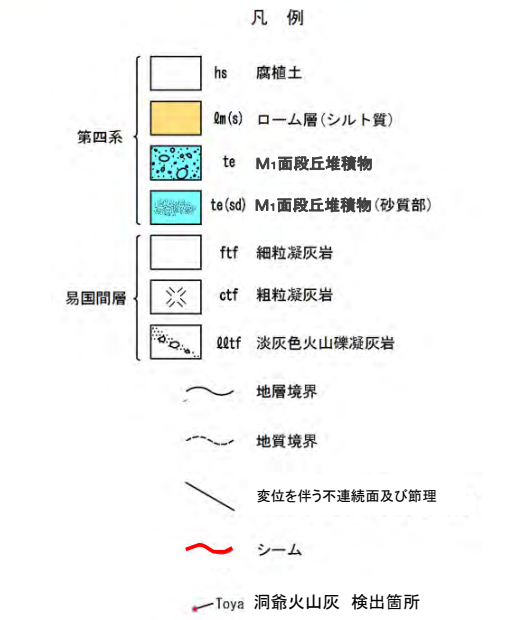 凡 例
第四系
hs 腐植土
ℓm(s) ローム層(シルト質)
te M₁面段丘堆積物
te(sd) M₁面段丘堆積物(砂質部)
易国間層
ftf 細粒凝灰岩
ctf 粗粒凝灰岩
ℓℓtf 淡灰色火山礫凝灰岩
地層境界
地質境界
変位を伴う不連続面及び節理
シーム
Toya 洞爺火山灰 検出箇所